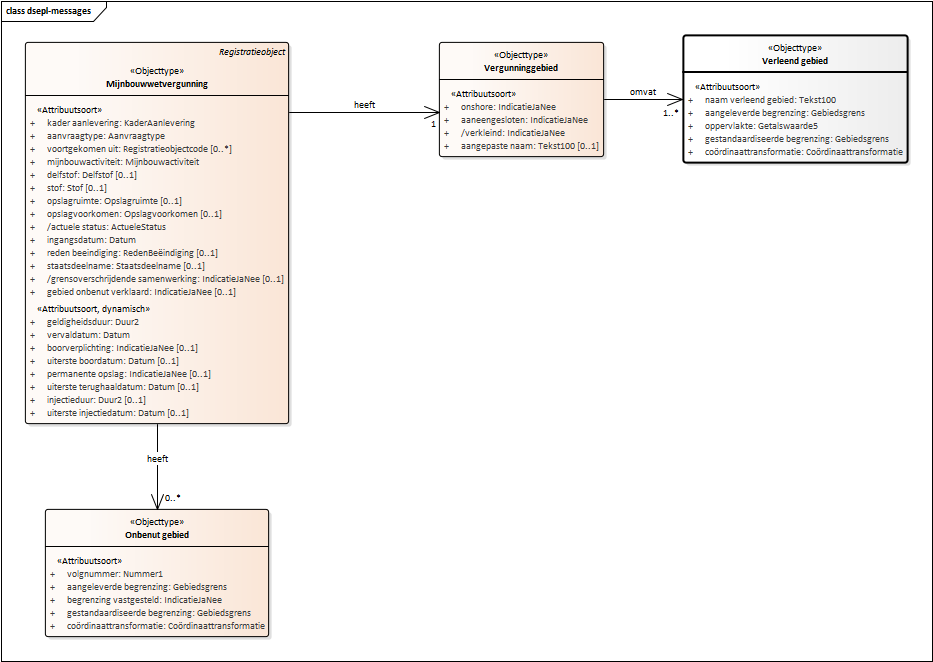 class dsepl-messages
Registratieobject
«Objecttype»
Mijnbouwwetvergunning
«Attribuutsoort»
+ kader aanlevering: KaderAanlevering
+ aanvraagtype: Aanvraagtype
+ voortgekomen uit: Registratieobjectcode [0..*]
+ mijnbouwactiviteit: Mijnbouwactiviteit
+ delfstof: Delfstof [0..1]
+ stof: Stof [0..1]
+ opslagruimte: Opslagruimte [0..1]
+ opslagvoorkomen: Opslagvoorkomen [0..1]
+ /actuele status: ActueleStatus
+ ingangsdatum: Datum
+ reden beeindiging: RedenBeëindiging [0..1]
+ staatsdeelname: Staatsdeelname [0..1]
+ /grensoverschrijdende samenwerking: IndicatieJaNee [0..1]
+ gebied onbenut verklaard: IndicatieJaNee [0..1]
«Attribuutsoort, dynamisch»
+ geldigheidsduur: Duur2
+ vervaldatum: Datum
+ boorverplichting: IndicatieJaNee [0..1]
+ uiterste boordatum: Datum [0..1]
+ permanente opslag: IndicatieJaNee [0..1]
+ uiterste terughaaldatum: Datum [0..1]
+ injectieduur: Duur2 [0..1]
+ uiterste injectiedatum: Datum [0..1]
heeft
1
«Objecttype»
Vergunninggebied
«Attribuutsoort»
+ onshore: IndicatieJaNee
+ aaneengesloten: IndicatieJaNee
+ /verkleind: IndicatieJaNee
+ aangepaste naam: Tekst100 [0..1]
omvat
1..*
«Objecttype»
Verleend gebied
«Attribuutsoort»
+ naam verleend gebied: Tekst100
+ aangeleverde begrenzing: Gebiedsgrens
+ oppervlakte: Getalswaarde5
+ gestandaardiseerde begrenzing: Gebiedsgrens
+ coördinaattransformatie: Coördinaattransformatie
heeft
0..*
«Objecttype»
Onbenut gebied
«Attribuutsoort»
+ volgnummer: Nummer1
+ aangeleverde begrenzing: Gebiedsgrens
+ begrenzing vastgesteld: IndicatieJaNee
+ gestandaardiseerde begrenzing: Gebiedsgrens
+ coördinaattransformatie: Coördinaattransformatie